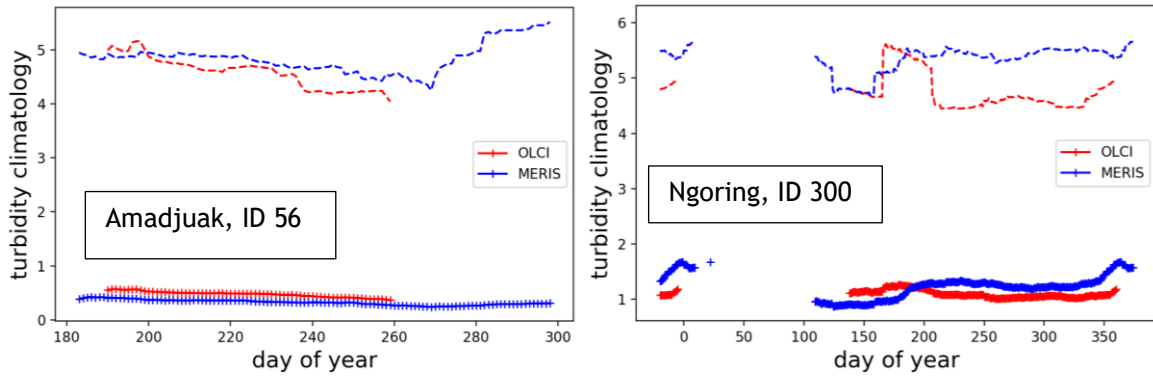 turbidity climatology
5
4
3
2
1
0
OLCI
MERIS
Amadjuak, ID 56
180
200
220
240
260
280
300
day of year
turbidity climatology
6
5
4
3
2
1
OLCI
MERIS
Ngoring, ID 300
0
50
100
150
200
250
300
350
day of year